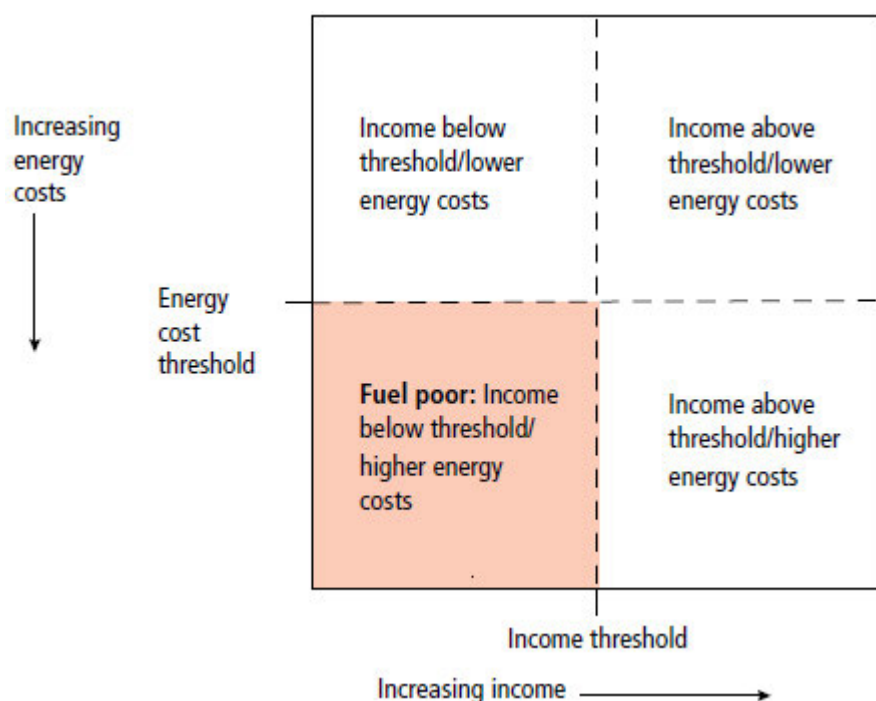 Increasing
energy
costs
Income below
threshold/lower
energy costs
Income above
threshold/lower
energy costs
Energy
cost
threshold
Fuel poor: Income
below threshold/
higher energy
costs
Income above
threshold/higher
energy costs
Income threshold
Increasing income